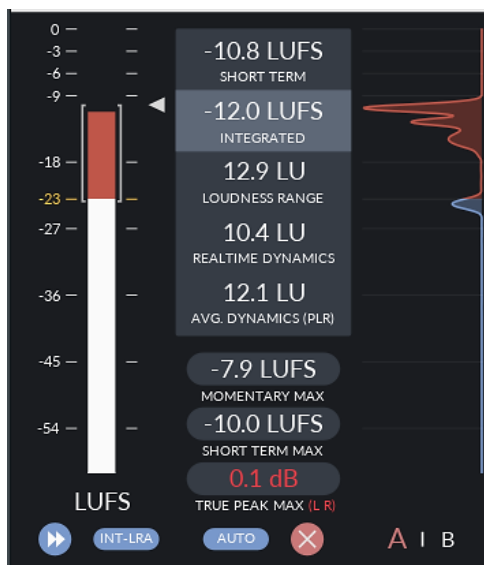 0
-3
-6
-9
-18
-23
-27
-36
-45
-54
LUFS
-10.8 LUFS
SHORT TERM
-12.0 LUFS
INTEGRATED
12.9 LU
LOUDNESS RANGE
10.4 LU
REALTIME DYNAMICS
12.1 LU
AVG. DYNAMICS (PLR)
-7.9 LUFS
MOMENTARY MAX
-10.0 LUFS
SHORT TERM MAX
0.1 dB
TRUE PEAK MAX (L R)
INT-LRA
AUTO
A I B